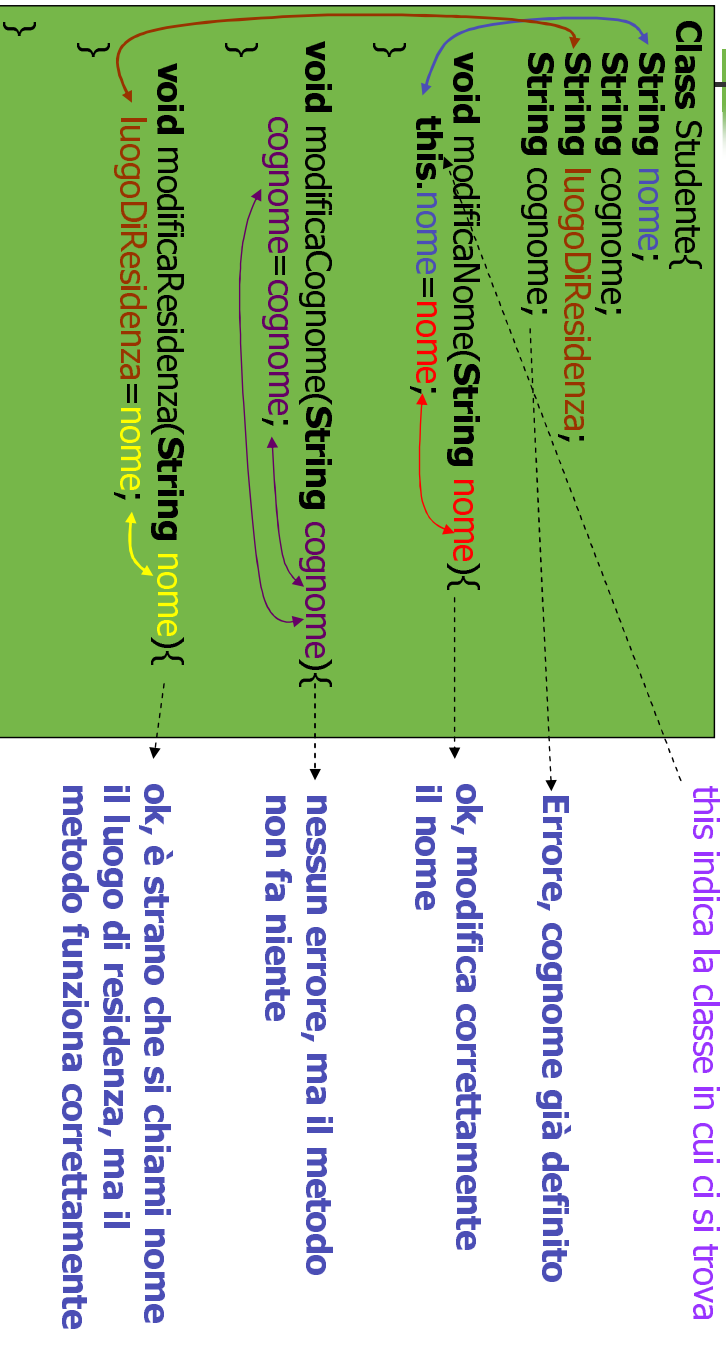 Class Studente{
String nome;
String cognome;
String luogoDiResidenza;
String cognome;
void modificaNome(String nome){
this.nome=nome;
}
void modificaCognome(String cognome){
cognome=cognome;
}
void modificaResidenza(String nome){
luogoDiResidenza=nome;
}
}
this indica la classe in cui ci si trova
Errore, cognome già definito
ok, modifica correttamente
il nome
nessun errore, ma il metodo
non fa niente
ok, è strano che si chiami nome
il luogo di residenza, ma il
metodo funziona correttamente